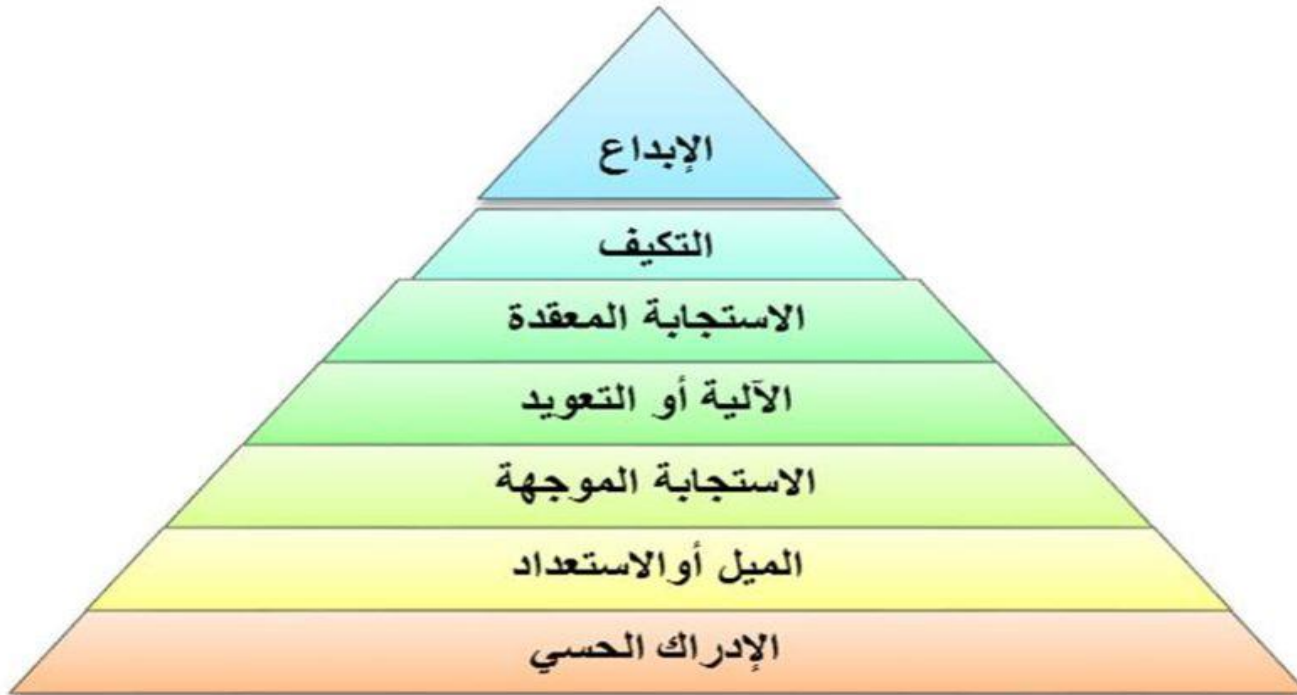 الإبداع
التكيف
الاستجابة المعقدة
الآلية أو التعويد
الاستجابة الموجهة
الميل أوالاستعداد
الإدراك الحسي